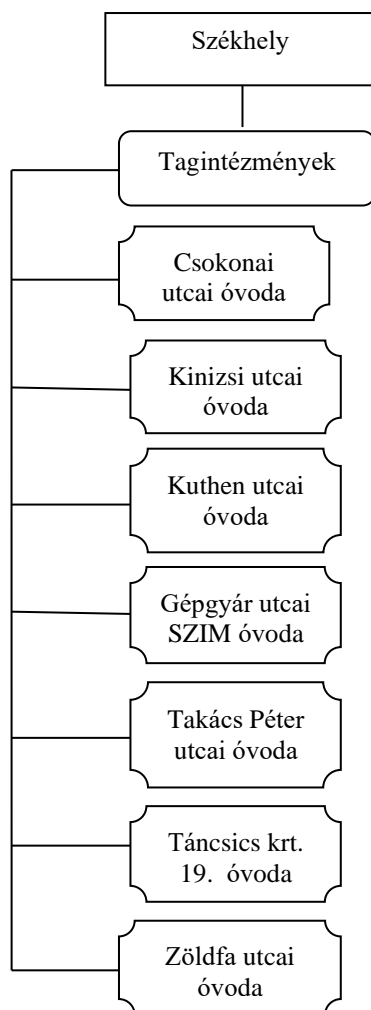 Székhely
Tagintézmények
Csokonai
utcai óvoda
Kinizsi utcai
óvoda
Kuthen utcai
óvoda
Gépgyár utcai
SZIM óvoda
Takács Péter
utcai óvoda
Táncsics krt.
19. óvoda
Zöldfa utcai
óvoda